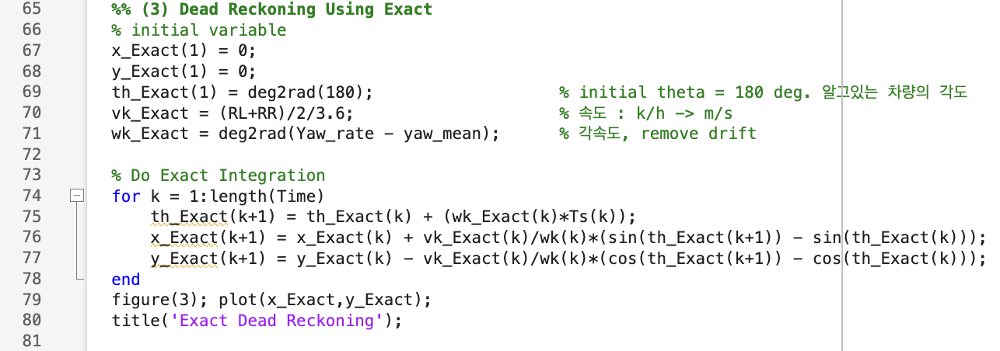 65 %% (3) Dead Reckoning Using Exact
66 % initial variable
67 x_Exact(1) = 0;
68 y_Exact(1) = 0;
69 th_Exact(1) = deg2rad(180); % initial theta = 180 deg. 알고있는 차량의 각도
70 vk_Exact = (RL+RR)/2/3.6; % 속도 : k/h -> m/s
71 wk_Exact = deg2rad(Yaw_rate - yaw_mean); % 각속도, remove drift
72
73 % Do Exact Integration
74 for k = 1:length(Time)
75 th_Exact(k+1) = th_Exact(k) + (wk_Exact(k)*Ts(k));
76 x_Exact(k+1) = x_Exact(k) + vk_Exact(k)/wk(k)*(sin(th_Exact(k+1)) - sin(th_Exact(k)));
77 y_Exact(k+1) = y_Exact(k) - vk_Exact(k)/wk(k)*(cos(th_Exact(k+1)) - cos(th_Exact(k)));
78 end
79 figure(3); plot(x_Exact,y_Exact);
80 title('Exact Dead Reckoning');
81